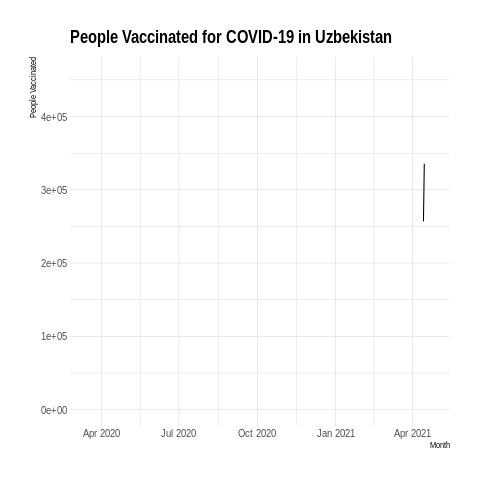 People Vaccinated for COVID-19 in Uzbekistan
People Vaccinated
4e+05
3e+05
2e+05
1e+05
0e+00
Apr 2020 Jul 2020 Oct 2020 Jan 2021 Apr 2021
Month